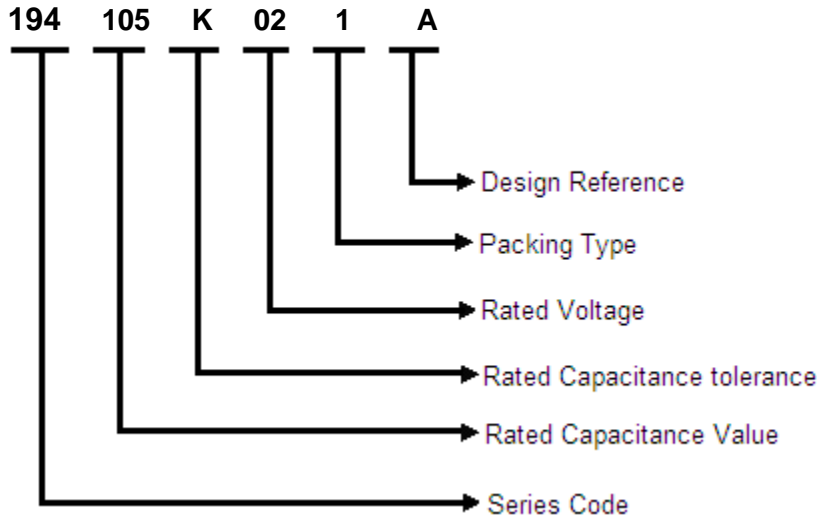 194 105 K 02 1 A
Design Reference
Packing Type
Rated Voltage
Rated Capacitance tolerance
Rated Capacitance Value
Series Code